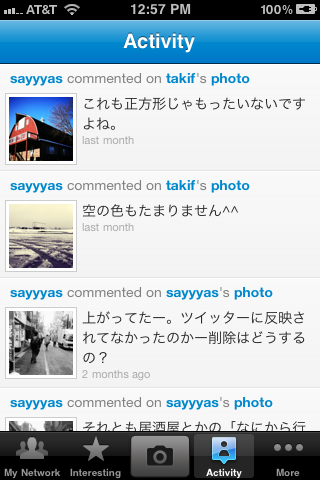 AT&T 12:57 PM 100%
Activity
sayyyas commented on takif's photo
これも正方形じゃもったいないです
よね。
last month
sayyyas commented on takif's photo
空の色もたまりません^^
last month
sayyyas commented on sayyyas's photo
上がってたー。ツイッターに反映さ
れてなかったのかー削除はどうする
の？
2 months ago
sayyyas commented on sayyyas's photo
それとも居酒屋とかの「なにから行
My Network Interesting Activity More